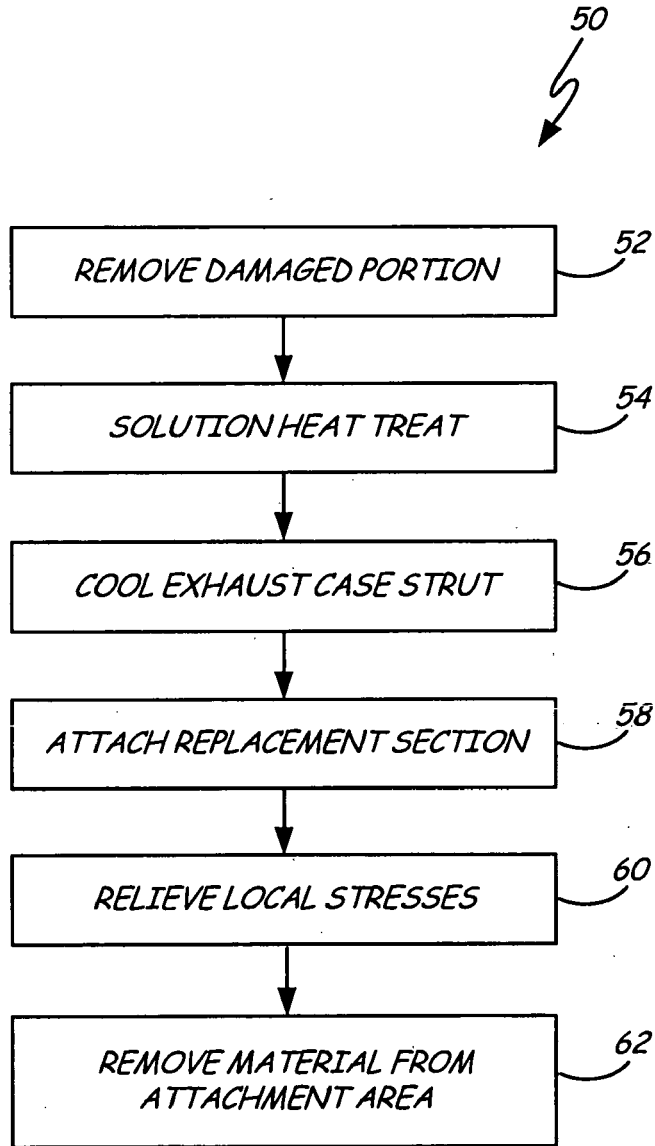 50
REMOVE DAMAGED PORTION
52
SOLUTION HEAT TREAT
54
COOL EXHAUST CASE STRUT
56
ATTACH REPLACEMENT SECTION
58
RELIEVE LOCAL STRESSES
60
REMOVE MATERIAL FROM
ATTACHMENT AREA
62